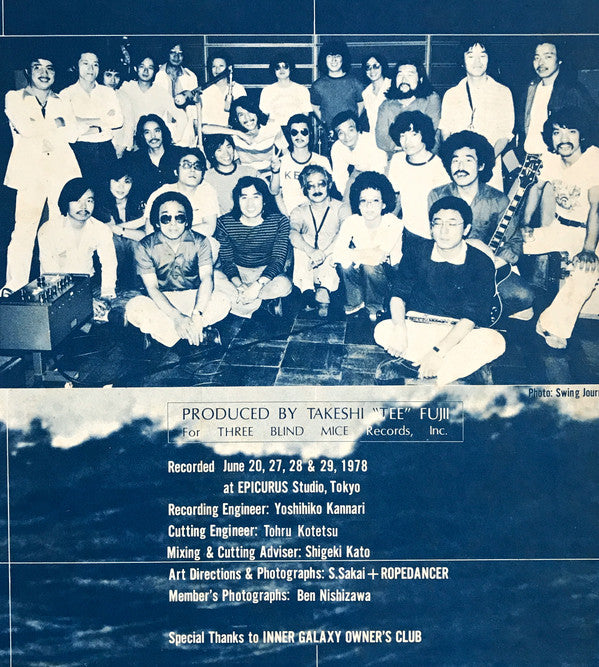 Photo: Swing Jour
PRODUCED BY TAKESHI "TEE" FUJII
For THREE BLIND MICE Records, Inc.
Recorded June 20, 27, 28 & 29, 1978
at EPICURUS Studio, Tokyo
Recording Engineer: Yoshihiko Kannari
Cutting Engineer: Tohru Kotetsu
Mixing & Cutting Adviser: Shigeki Kato
Art Directions & Photographs: S.Sakai + ROPEDANCER
Member's Photographs: Ben Nishizawa
Special Thanks to INNER GALAXY OWNER'S CLUB